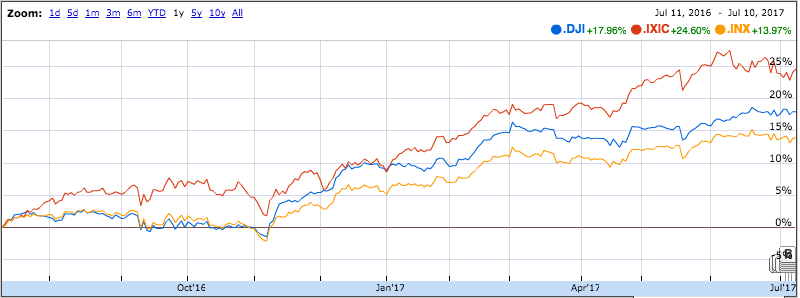 Zoom: 1d 5d 1m 3m 6m YTD 1y 5y 10y All
Jul 11, 2016 - Jul 10, 2017
.DJI +17.96% .IXIC +24.60% .INX +13.97%
25%
20%
15%
10%
5%
0%
-5%
B
Oct'16 Jan'17 Apr'17 Jul'17